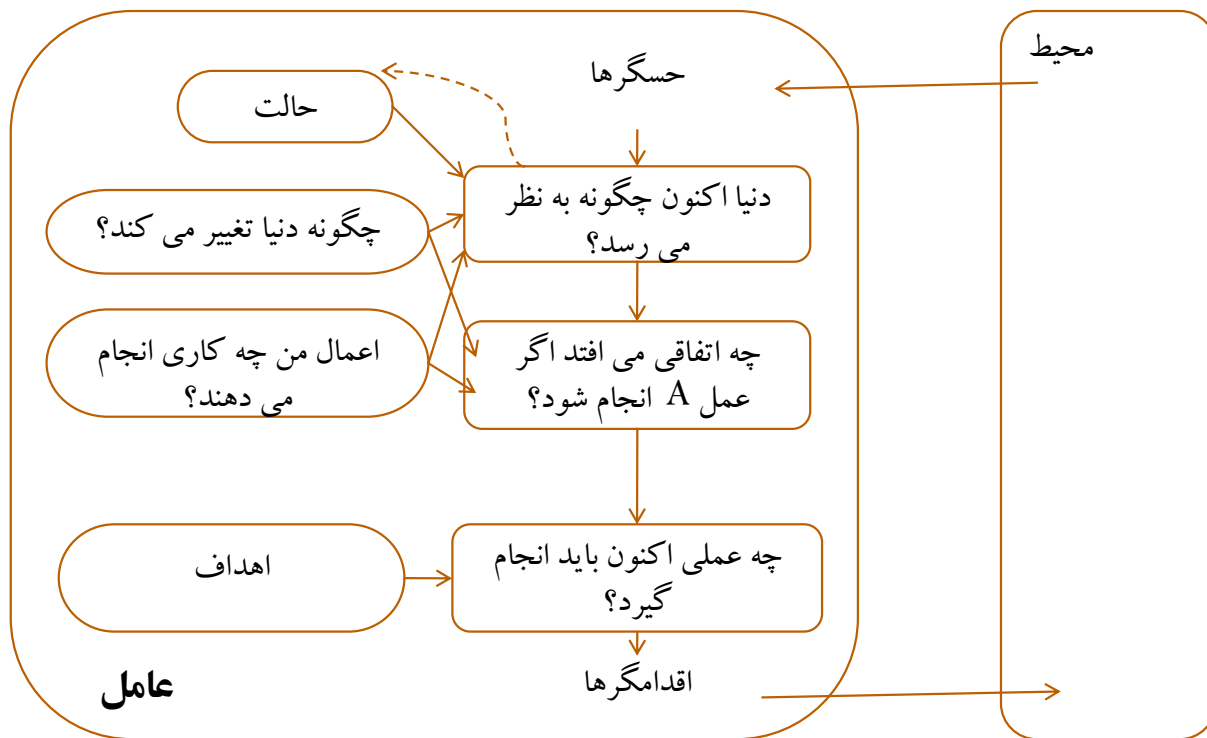 محیط
حسگرها
حالت
دنیا اکنون چگونه به نظر
می رسد؟
چگونه دنیا تغییر می کند؟
چه اتفاقی می افتد اگر
عمل A انجام شود؟
اعمال من چه کاری انجام
می دهند؟
چه عملی اکنون باید انجام
گیرد؟
اهداف
اقدامگرها
عامل